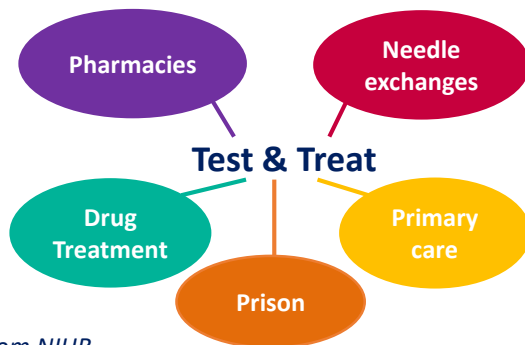 Pharmacies
Needle
exchanges
Test & Treat
Drug
Treatment
Primary
care
Prison